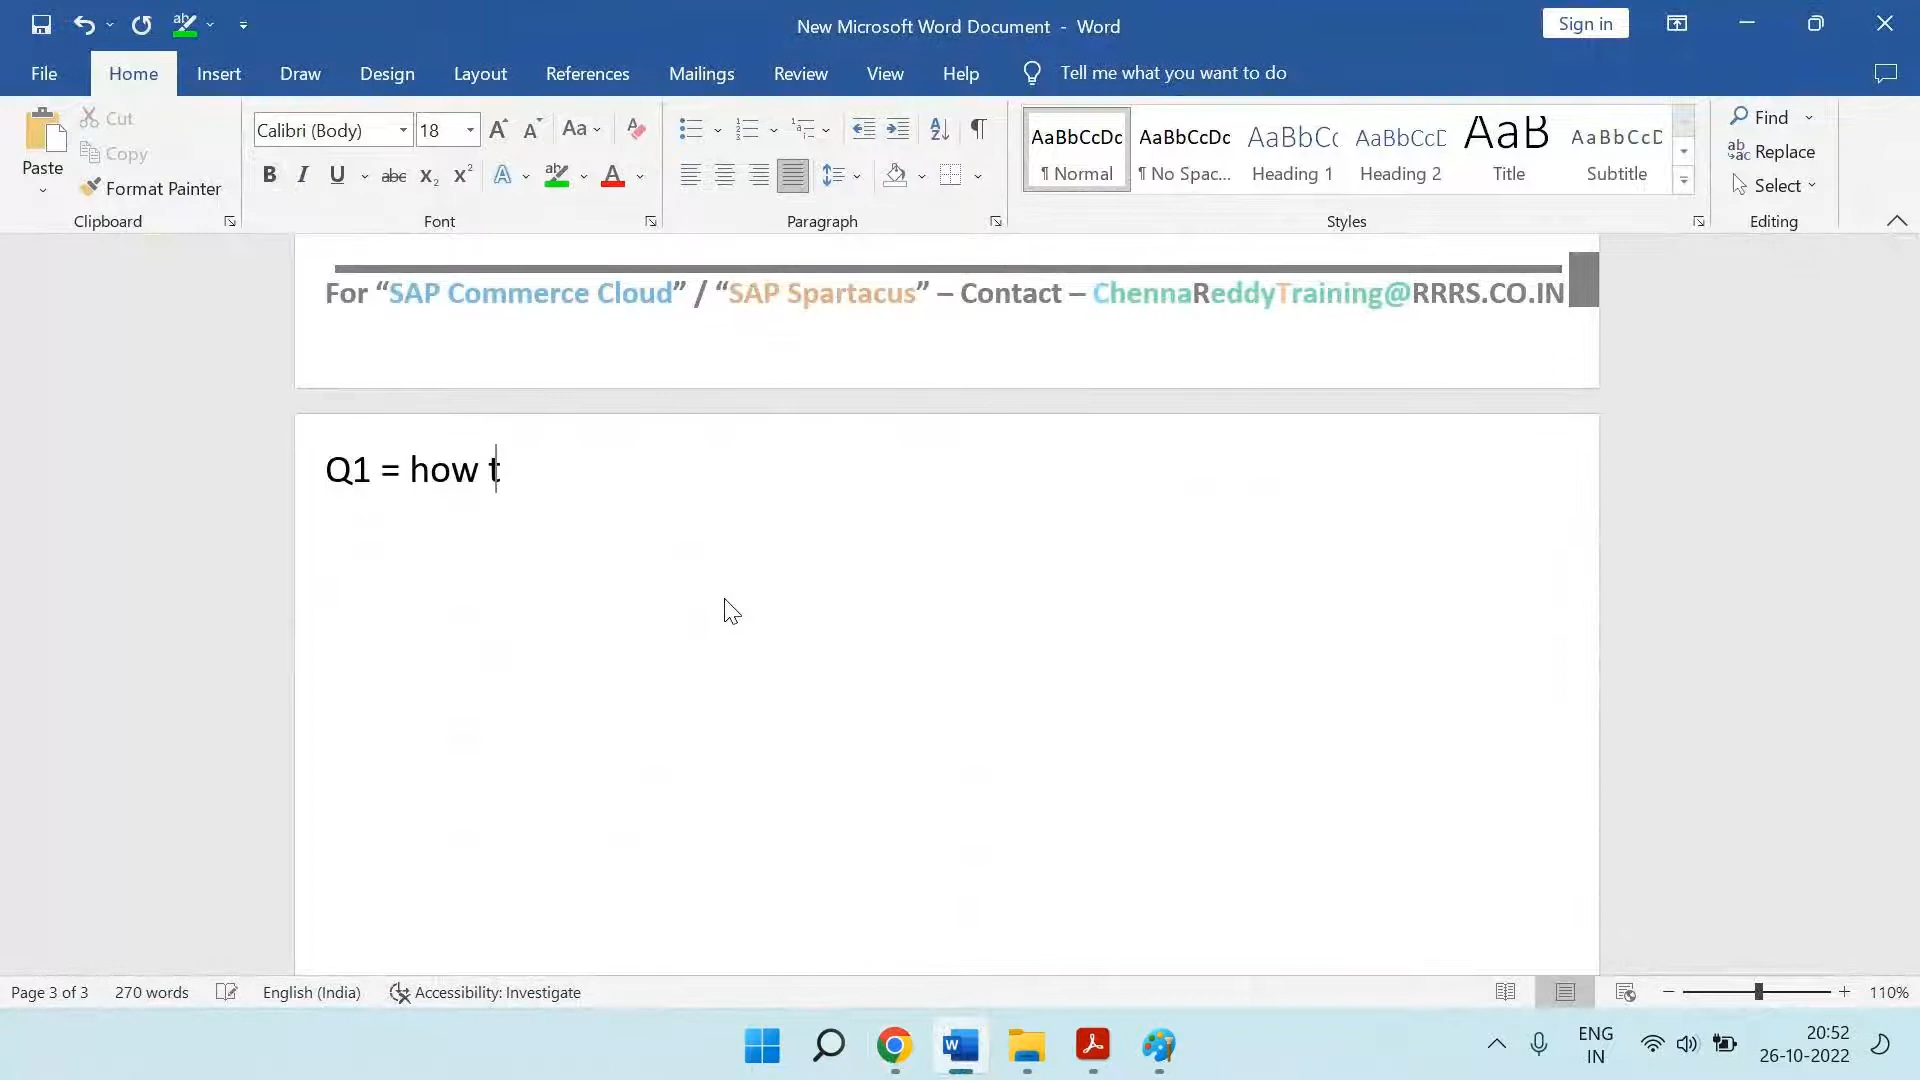 New Microsoft Word Document - Word
Sign in
File Home Insert Draw Design Layout References Mailings Review View Help Tell me what you want to do
Paste
Cut
Copy
Format Painter
Clipboard
Calibri (Body) 18
Font
Paragraph
AaBbCcDc AaBbCcDc AaBbCc AaBbCcD AaB AaBbCcD
¶ Normal ¶ No Spac... Heading 1 Heading 2 Title Subtitle
Styles
Find
Replace
Select
Editing
For “SAP Commerce Cloud” / “SAP Spartacus” – Contact – ChennaReddyTraining@RRRS.CO.IN
Q1 = how t
Page 3 of 3 270 words English (India) Accessibility: Investigate 110%
ENG
IN
20:52
26-10-2022